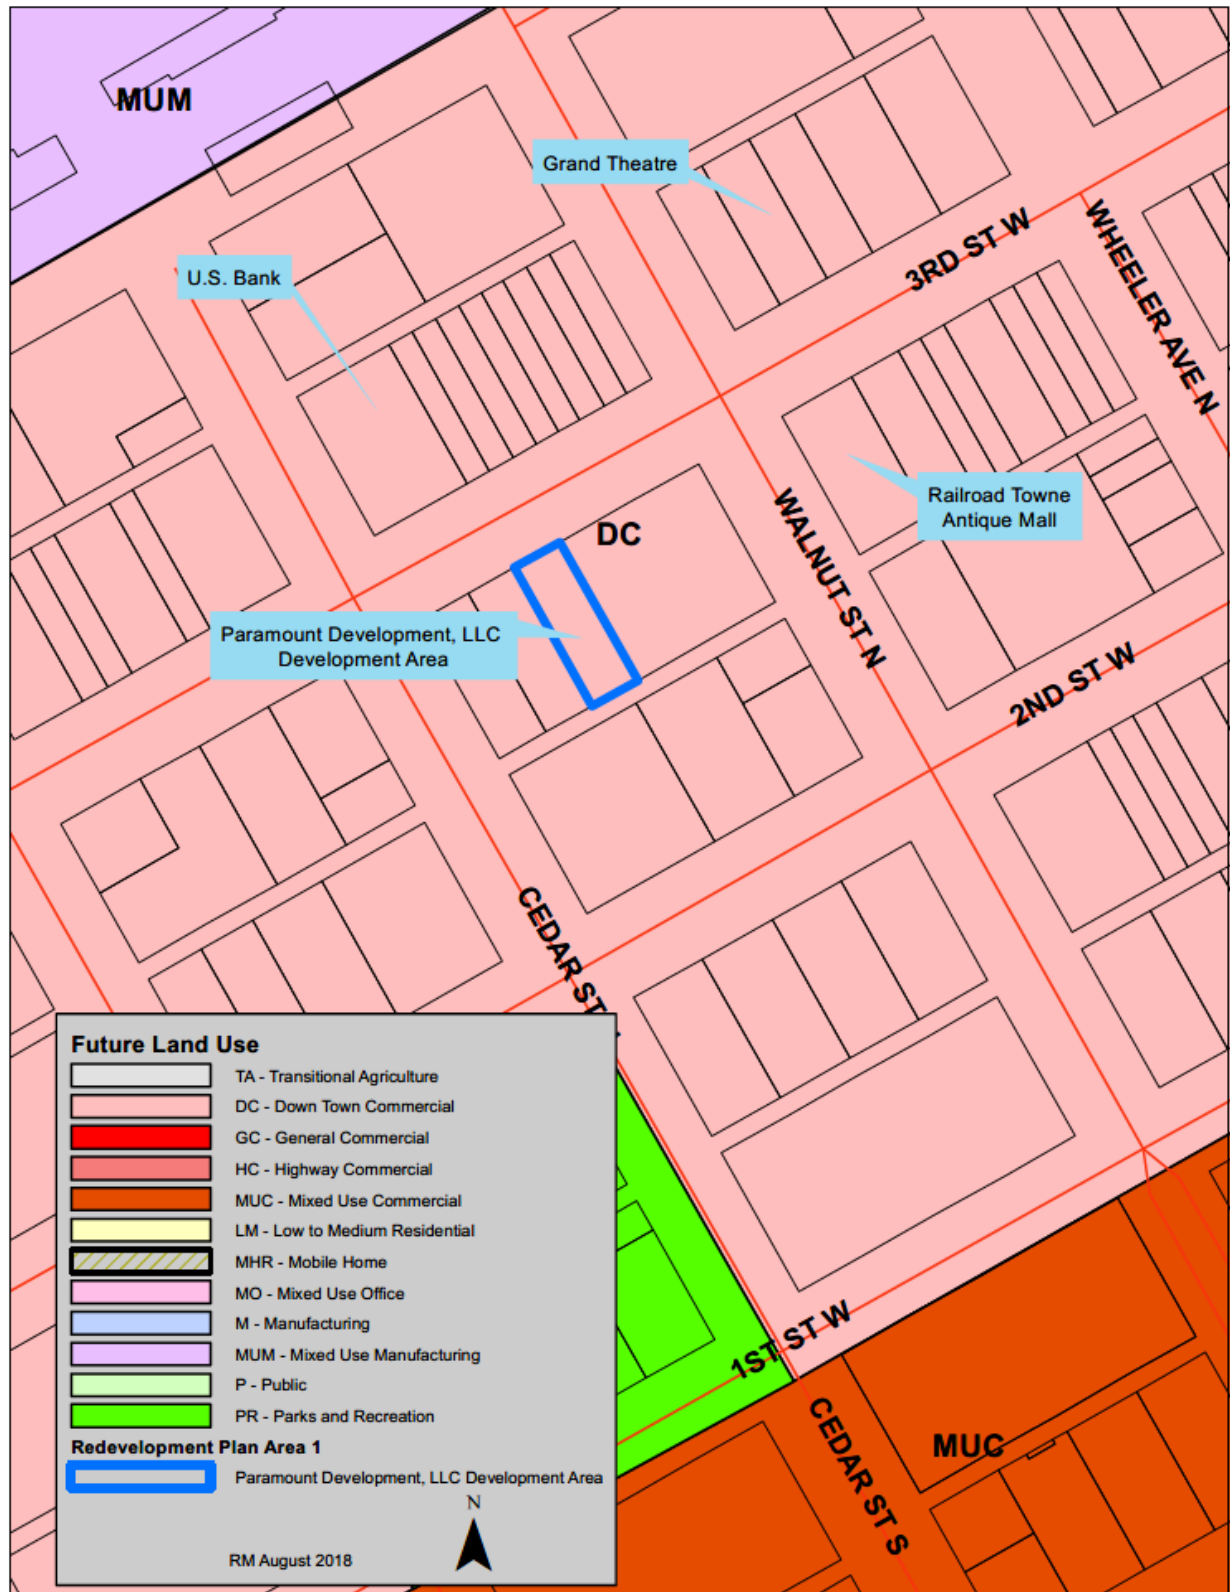 MUM
Grand Theatre
3RD ST W
WHEELER AVE N
U.S. Bank
Railroad Towne
Antique Mall
DC
WALNUT ST N
Paramount Development, LLC
Development Area
2ND ST W
CEDAR ST
1ST ST W
CEDAR ST S
MUC
Future Land Use
TA - Transitional Agriculture
DC - Down Town Commercial
GC - General Commercial
HC - Highway Commercial
MUC - Mixed Use Commercial
LM - Low to Medium Residential
MHR - Mobile Home
MO - Mixed Use Office
M - Manufacturing
MUM - Mixed Use Manufacturing
P - Public
PR - Parks and Recreation
Redevelopment Plan Area 1
Paramount Development, LLC Development Area
N
RM August 2018